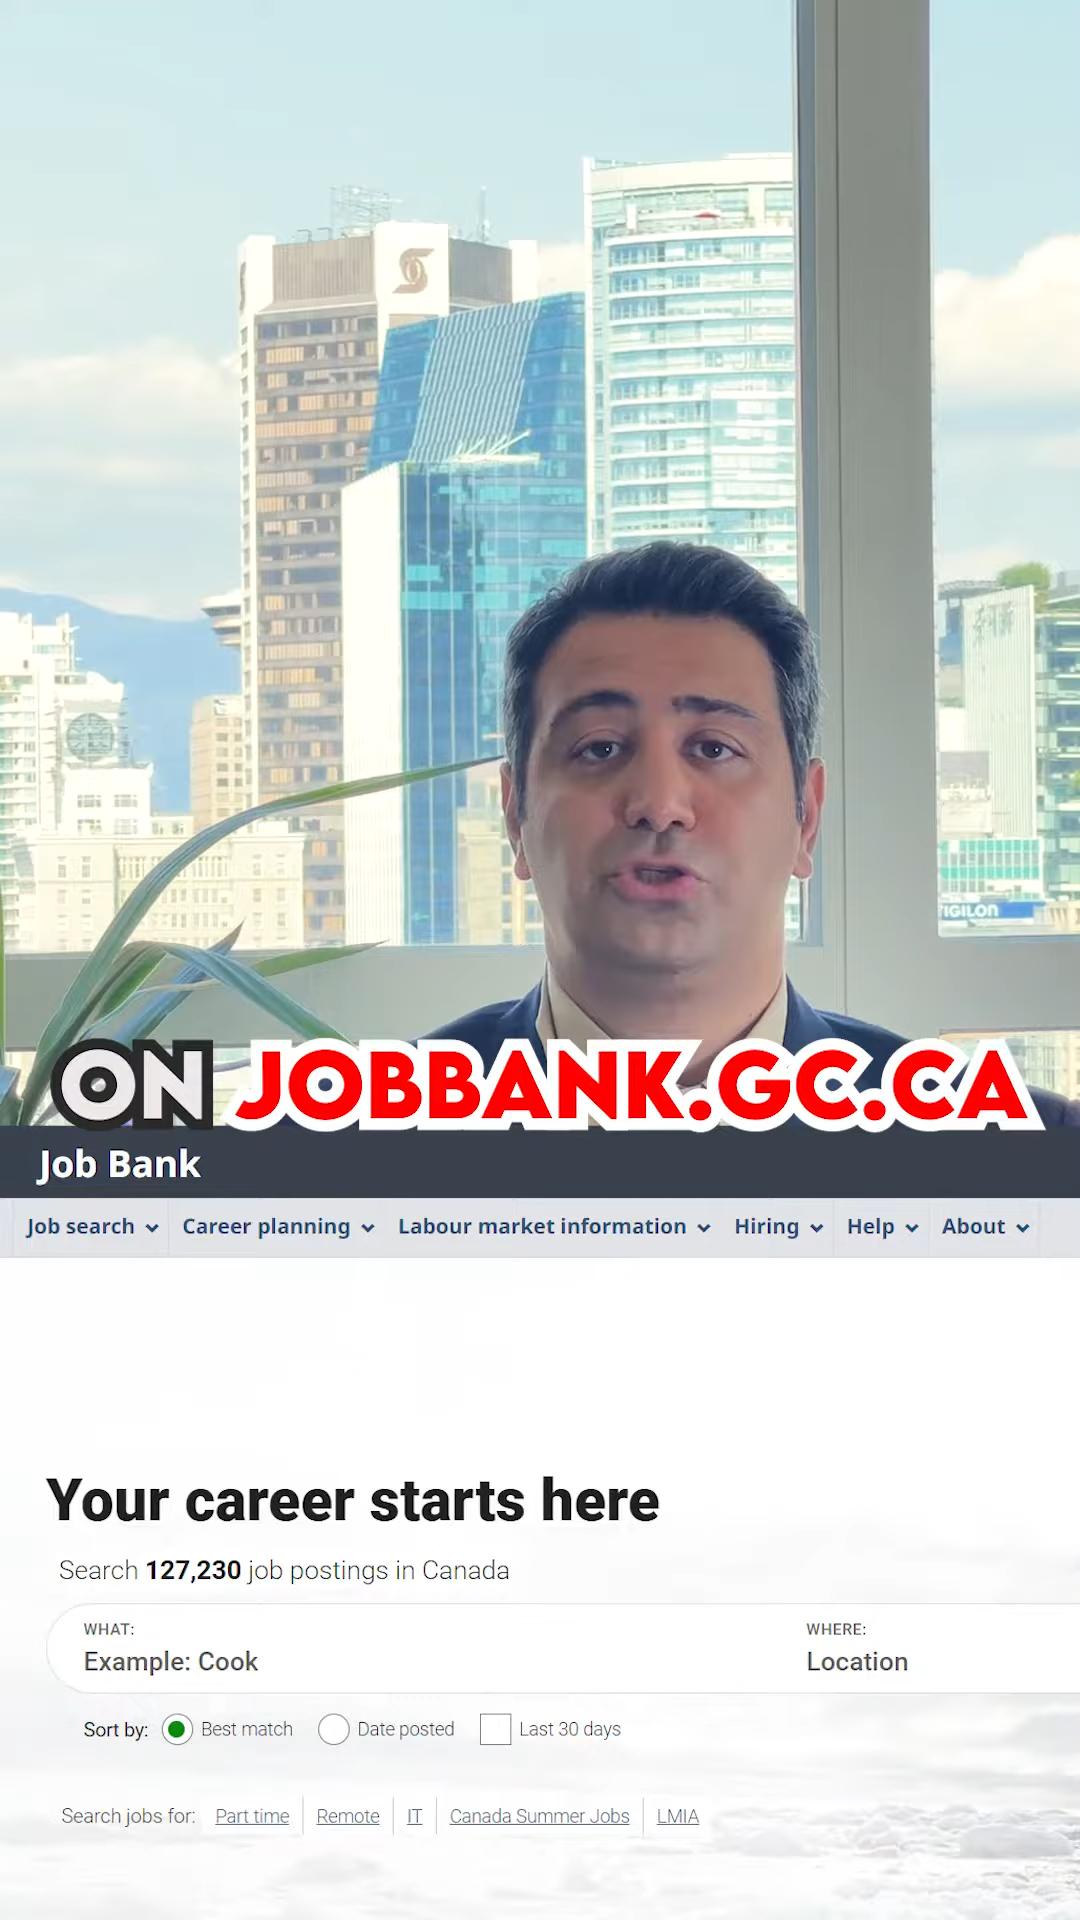 IGILON
ON JOBBANK.GC.CA
Job Bank
Job search Career planning Labour market information Hiring Help About
Your career starts here
Search 127,230 job postings in Canada
WHAT:
Example: Cook
WHERE:
Location
Sort by: Best match Date posted Last 30 days
Search jobs for: Part time Remote IT Canada Summer Jobs LMIA